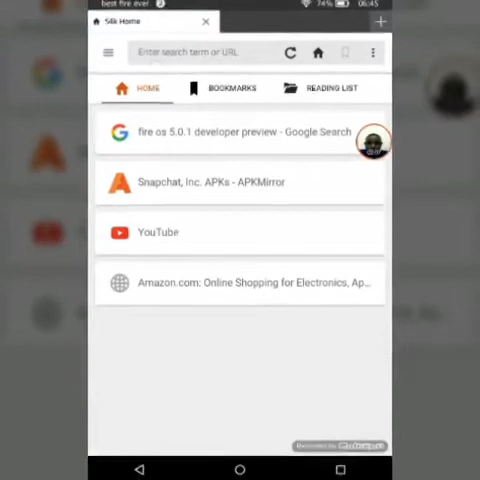 best fire ever
74% 06:45
Silk Home
Enter search term or URL
HOME BOOKMARKS READING LIST
fire os 5.0.1 developer preview - Google Search
Snapchat, Inc. APKs - APKMirror
YouTube
Amazon.com: Online Shopping for Electronics, Ap...
Recorded by